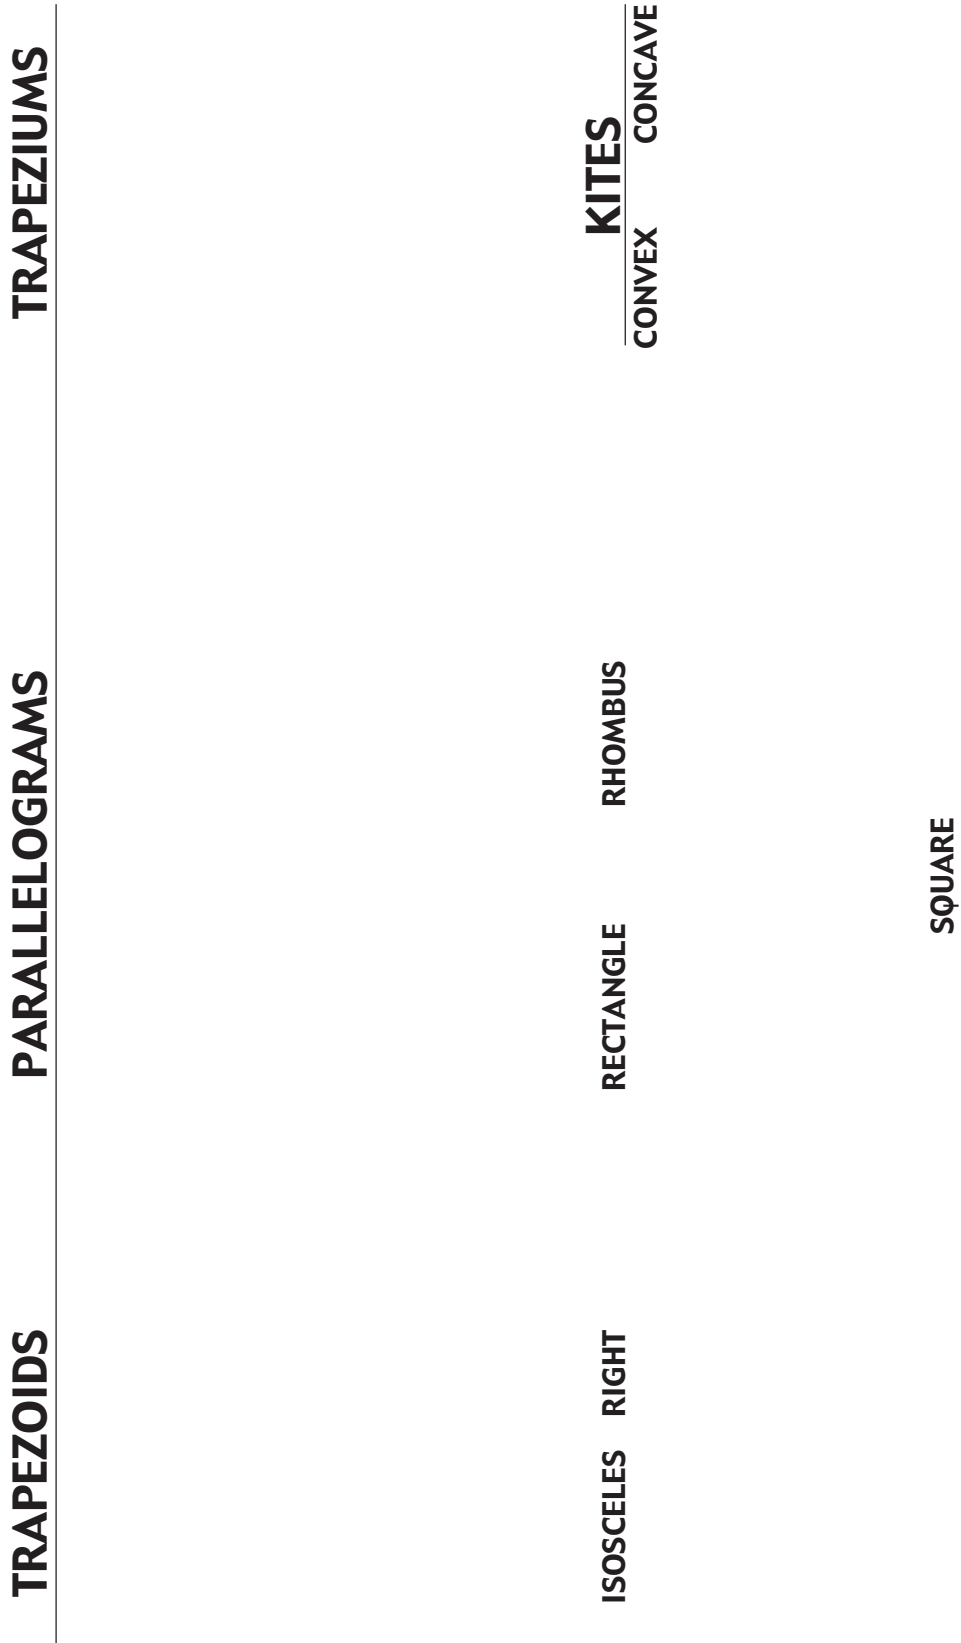 TRAPEZOIDS PARALLELOGRAMS TRAPEZIUMS
KITES
ISOSCELES RIGHT RECTANGLE RHOMBUS
CONVEX CONCAVE
SQUARE